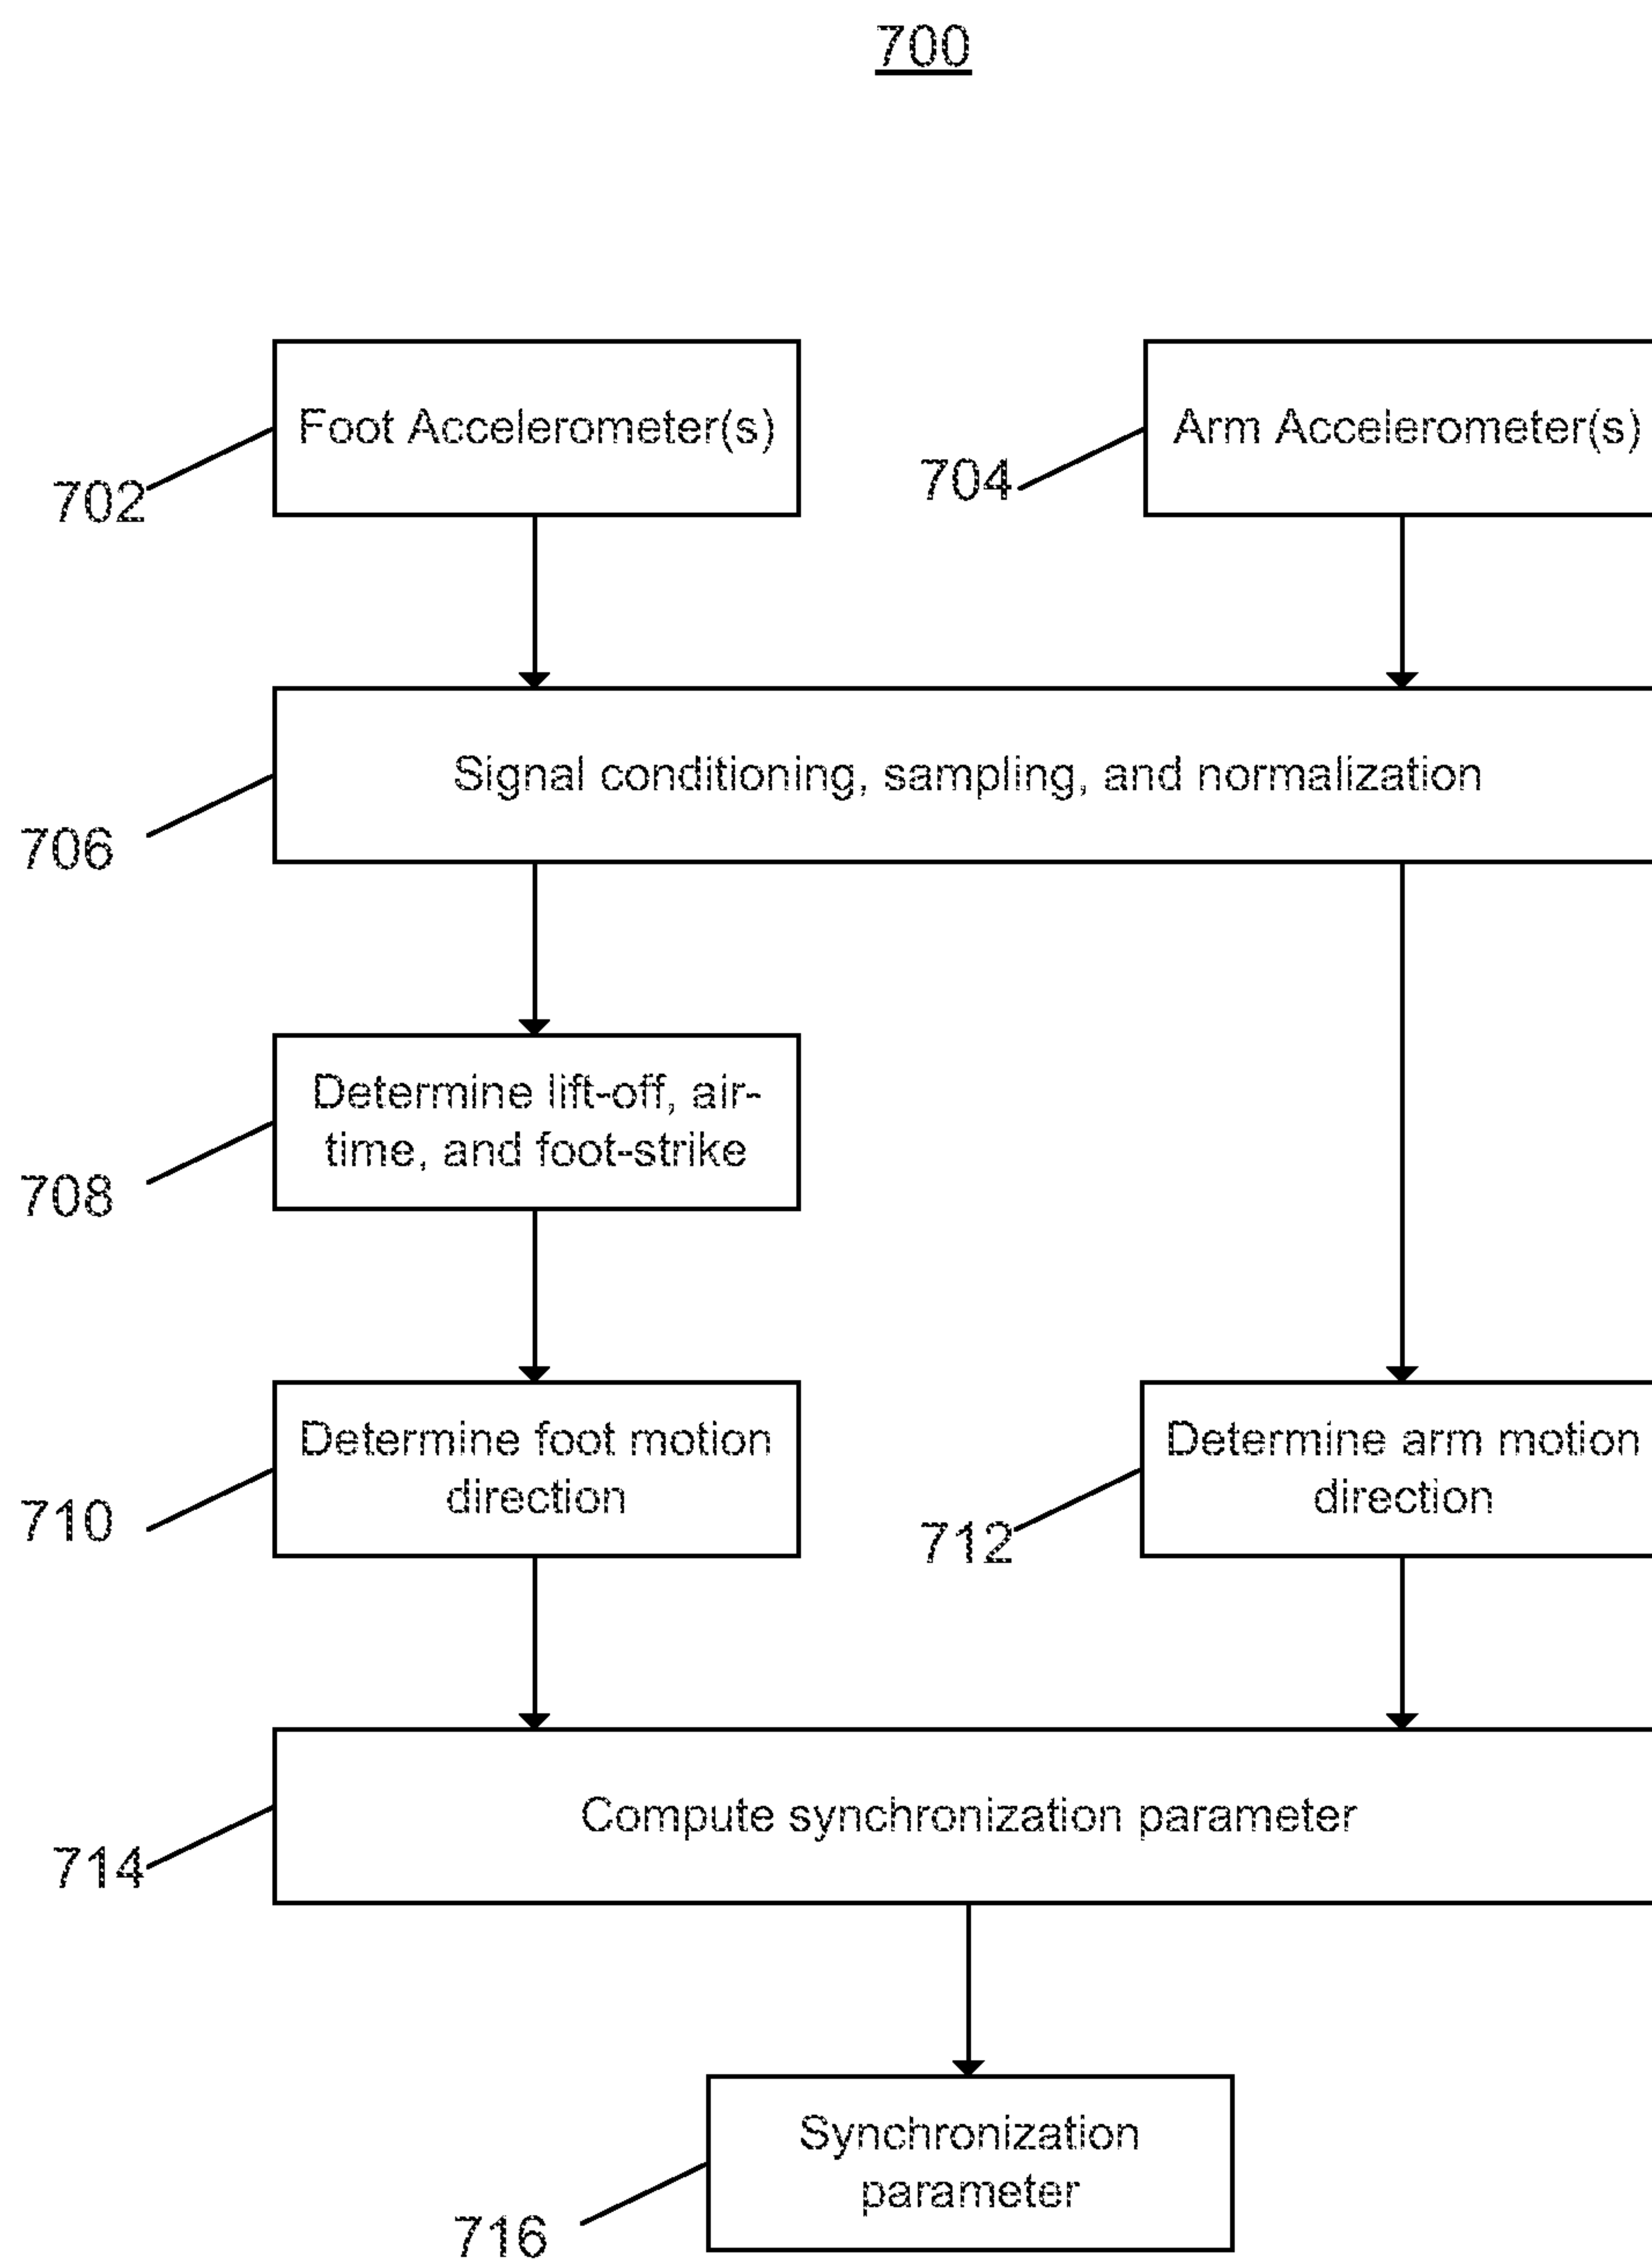 700
Foot Accelerometer(s)
Arm Accelerometer(s)
702
704
Signal conditioning, sampling, and normalization
706
Determine lift-off, air-
time, and foot-strike
708
Determine foot motion
direction
Determine arm motion
direction
710
712
Compute synchronization parameter
714
Synchronization
parameter
716